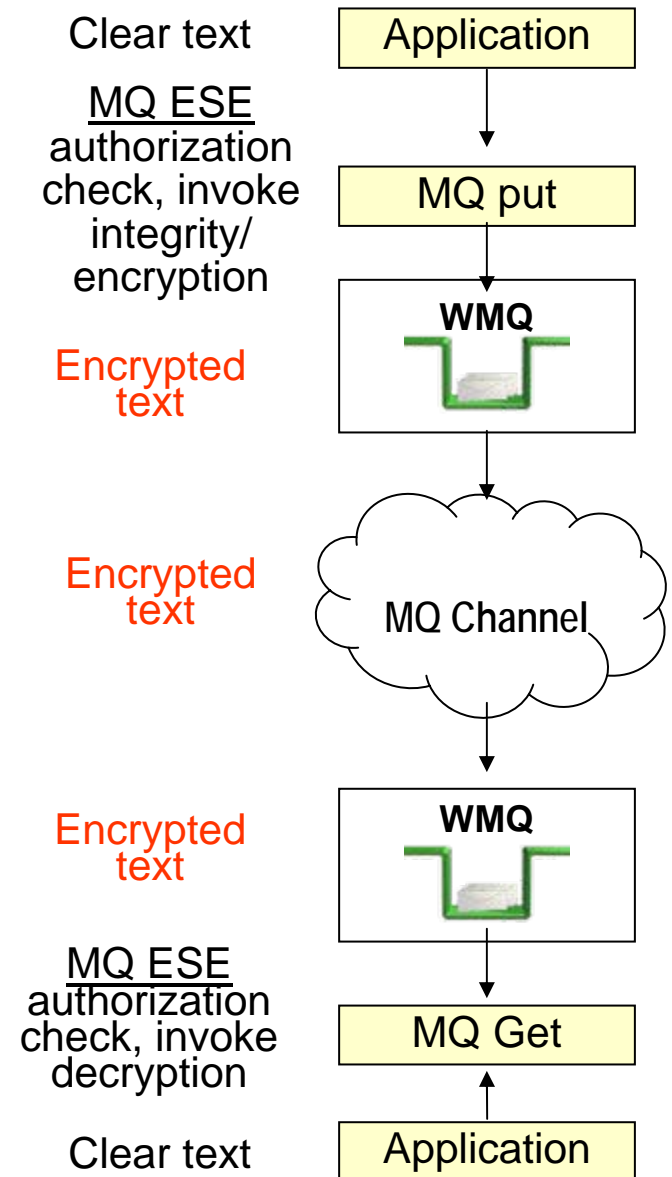 Clear text
Application
MQ ESE
authorization
check, invoke
integrity/
encryption
MQ put
WMQ
Encrypted
text
Encrypted
text
MQ Channel
WMQ
Encrypted
text
MQ ESE
authorization
check, invoke
decryption
MQ Get
Clear text
Application